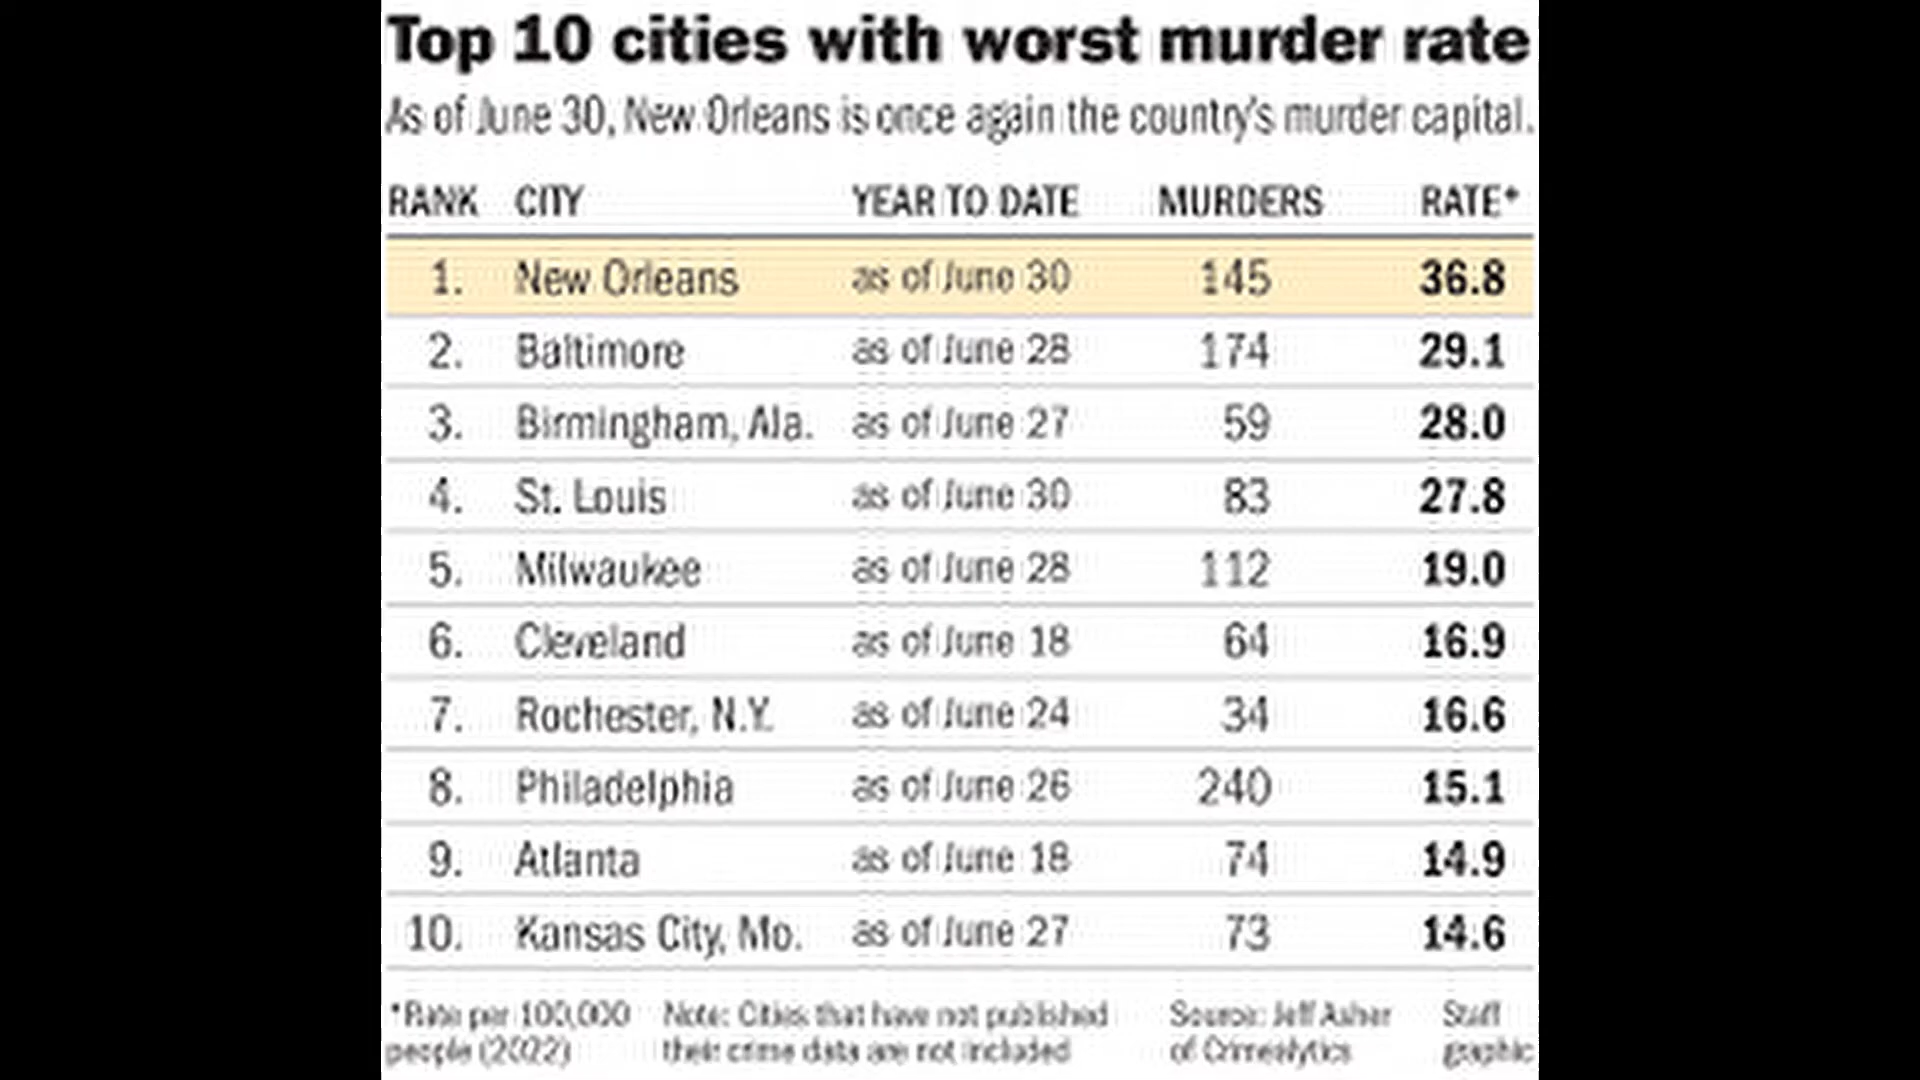 Top 10 cities with worst murder rate
As of June 30, New Orleans is once again the country's murder capital.
RANK CITY YEAR TO DATE MURDERS RATE*
1. New Orleans as of June 30 145 36.8
2. Baltimore as of June 28 174 29.1
3. Birmingham, Ala. as of June 27 59 28.0
4. St. Louis as of June 30 83 27.8
5. Milwaukee as of June 28 112 19.0
6. Cleveland as of June 18 64 16.9
7. Rochester, N.Y. as of June 24 34 16.6
8. Philadelphia as of June 26 240 15.1
9. Atlanta as of June 18 74 14.9
10. Kansas City, Mo. as of June 27 73 14.6
*Rate per 100,000 Note: Cities that have not published Source: Jeff Asher Staff
people (2022) their crime data are not included of Crimealytics graphic